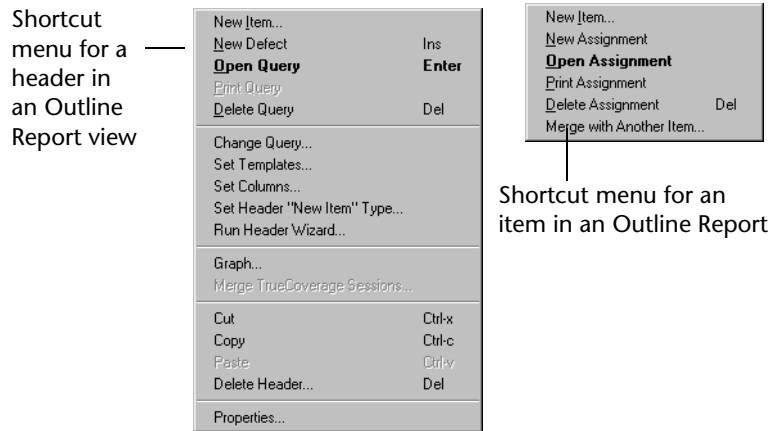 Shortcut
menu for a
header in
an Outline
Report view
New Item...
New Defect Ins
Open Query Enter
Print Query
Delete Query Del
Change Query...
Set Templates...
Set Columns...
Set Header "New Item" Type...
Run Header Wizard...
Graph...
Merge TrueCoverage Sessions...
Cut Ctrl-x
Copy Ctrl-c
Paste Ctrl-v
Delete Header... Del
Properties...
New Item...
New Assignment
Open Assignment
Print Assignment
Delete Assignment Del
Merge with Another Item...
Shortcut menu for an
item in an Outline Report